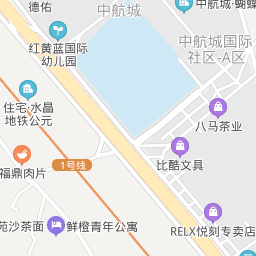 德佑
中航城
中航城·蝴蝶
红黄蓝国际
幼儿园
中航城国际
社区-A区
住宅·水晶
地铁公元
八马茶业
1号线
福鼎肉片
比酷文具
苑沙茶面
鲜橙青年公寓
RELX悦刻专卖店